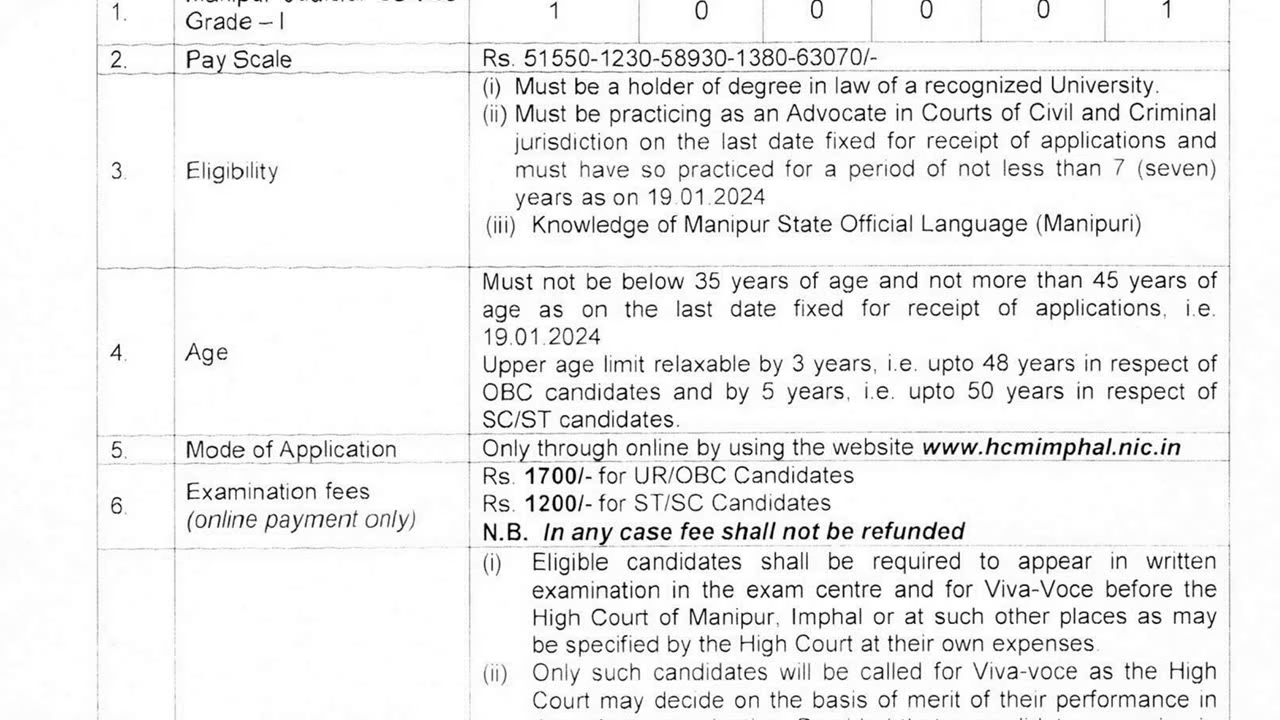 1. Grade – I 1 0 0 0 0 1
2. Pay Scale Rs. 51550-1230-58930-1380-63070/-
3. Eligibility
(i) Must be a holder of degree in law of a recognized University.
(ii) Must be practicing as an Advocate in Courts of Civil and Criminal
jurisdiction on the last date fixed for receipt of applications and
must have so practiced for a period of not less than 7 (seven)
years as on 19.01.2024
(iii) Knowledge of Manipur State Official Language (Manipuri)
4. Age
Must not be below 35 years of age and not more than 45 years of
age as on the last date fixed for receipt of applications, i.e.
19.01.2024
Upper age limit relaxable by 3 years, i.e. upto 48 years in respect of
OBC candidates and by 5 years, i.e. upto 50 years in respect of
SC/ST candidates.
5. Mode of Application Only through online by using the website www.hcmimphal.nic.in
6. Examination fees
(online payment only)
Rs. 1700/- for UR/OBC Candidates
Rs. 1200/- for ST/SC Candidates
N.B. In any case fee shall not be refunded
(i) Eligible candidates shall be required to appear in written
examination in the exam centre and for Viva-Voce before the
High Court of Manipur, Imphal or at such other places as may
be specified by the High Court at their own expenses.
(ii) Only such candidates will be called for Viva-voce as the High
Court may decide on the basis of merit of their performance in